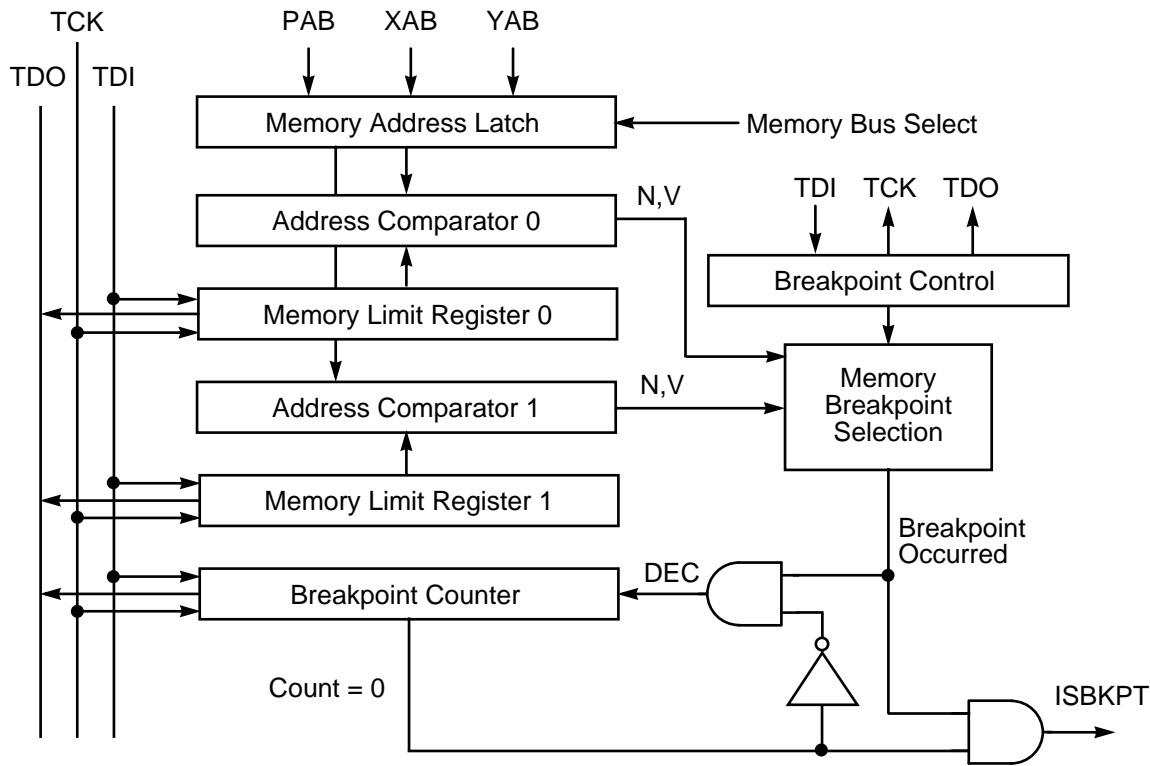 TCK
PAB XAB YAB
TDO TDI
Memory Address Latch
Memory Bus Select
N,V
TDI TCK TDO
Address Comparator 0
Breakpoint Control
Memory Limit Register 0
Memory
Breakpoint
Selection
N,V
Address Comparator 1
Memory Limit Register 1
Breakpoint
Occurred
DEC
Breakpoint Counter
Count = 0
ISBKPT